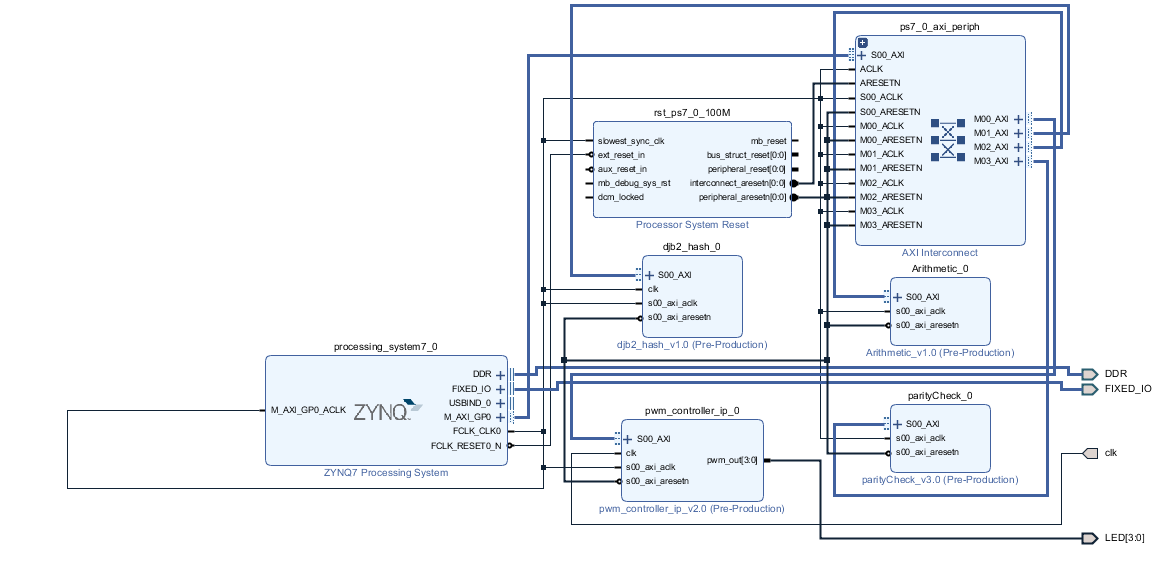 ps7_0_axi_periph
S00_AXI
ACLK
ARESETN
S00_ACLK
S00_ARESETN
M00_ACLK
M00_ARESETN
M01_ACLK
M01_ARESETN
M02_ACLK
M02_ARESETN
M03_ACLK
M03_ARESETN
M00_AXI
M01_AXI
M02_AXI
M03_AXI
AXI Interconnect
rst_ps7_0_100M
slowest_sync_clk
ext_reset_in
aux_reset_in
mb_debug_sys_rst
dcm_locked
mb_reset
bus_struct_reset[0:0]
peripheral_reset[0:0]
interconnect_aresetn[0:0]
peripheral_aresetn[0:0]
Processor System Reset
djb2_hash_0
S00_AXI
clk
s00_axi_aclk
s00_axi_aresetn
djb2_hash_v1.0 (Pre-Production)
Arithmetic_0
S00_AXI
s00_axi_aclk
s00_axi_aresetn
Arithmetic_v1.0 (Pre-Production)
processing_system7_0
M_AXI_GP0_ACLK
ZYNQ
DDR
FIXED_IO
USBIND_0
M_AXI_GP0
FCLK_CLK0
FCLK_RESET0_N
ZYNQ7 Processing System
pwm_controller_ip_0
S00_AXI
clk
s00_axi_aclk
s00_axi_aresetn
pwm_out[3:0]
pwm_controller_ip_v2.0 (Pre-Production)
parityCheck_0
S00_AXI
s00_axi_aclk
s00_axi_aresetn
parityCheck_v3.0 (Pre-Production)
DDR
FIXED_IO
clk
LED[3:0]